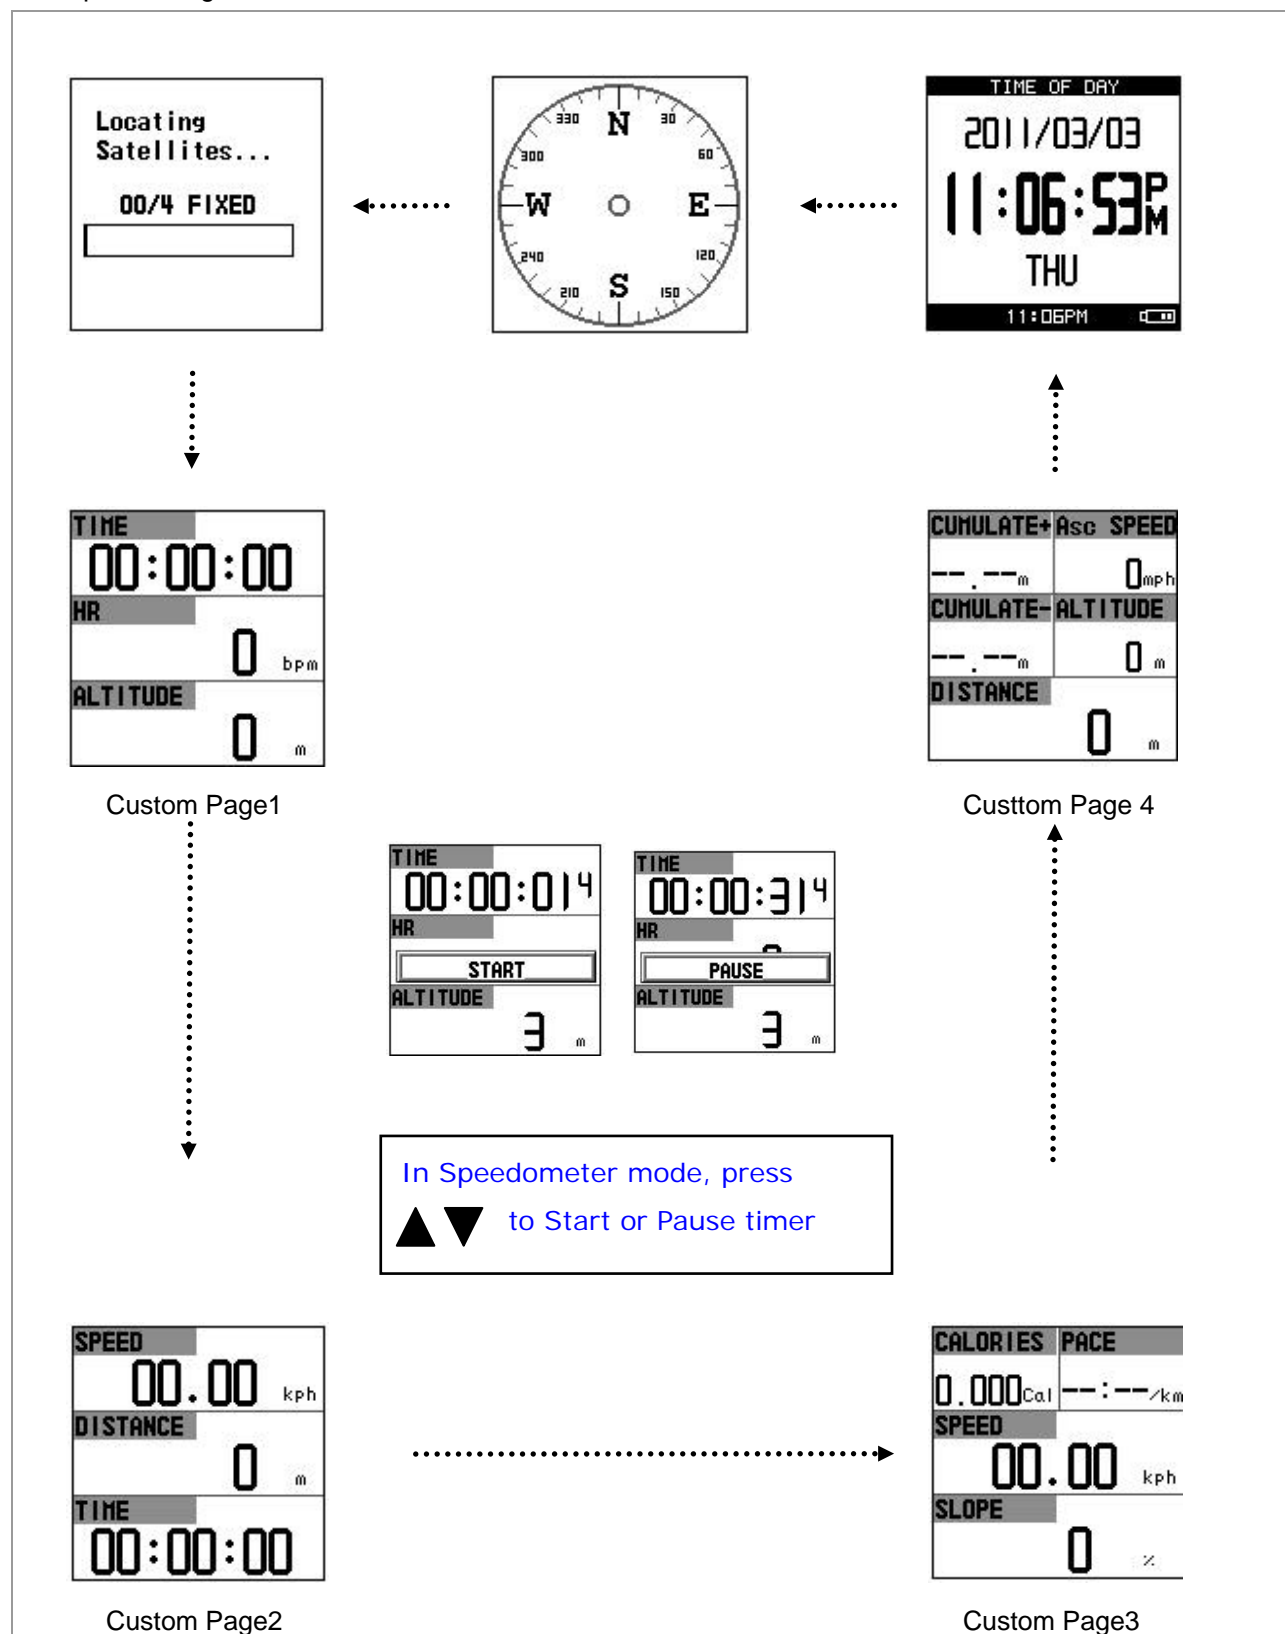 Locating
Satellites...
00/4 FIXED
330 N 30
300 60
W E
240 120
210 S 150
TIME OF DAY
2011/03/03
11:06:53PM
THU
11:06PM
TIME
00:00:00
HR
0 bpm
ALTITUDE
0 m
Custom Page1
CUMULATE+ Asc SPEED
--.--m 0mph
CUMULATE- ALTITUDE
--.--m 0 m
DISTANCE
0 m
Custtom Page 4
TIME
00:00:014
HR
START
ALTITUDE
3 m
TIME
00:00:314
HR
PAUSE
ALTITUDE
3 m
In Speedometer mode, press
▲▼ to Start or Pause timer
SPEED
00.00 kph
DISTANCE
0 m
TIME
00:00:00
Custom Page2
CALORIES PACE
0.000Cal --:--/km
SPEED
00.00 kph
SLOPE
0 %
Custom Page3